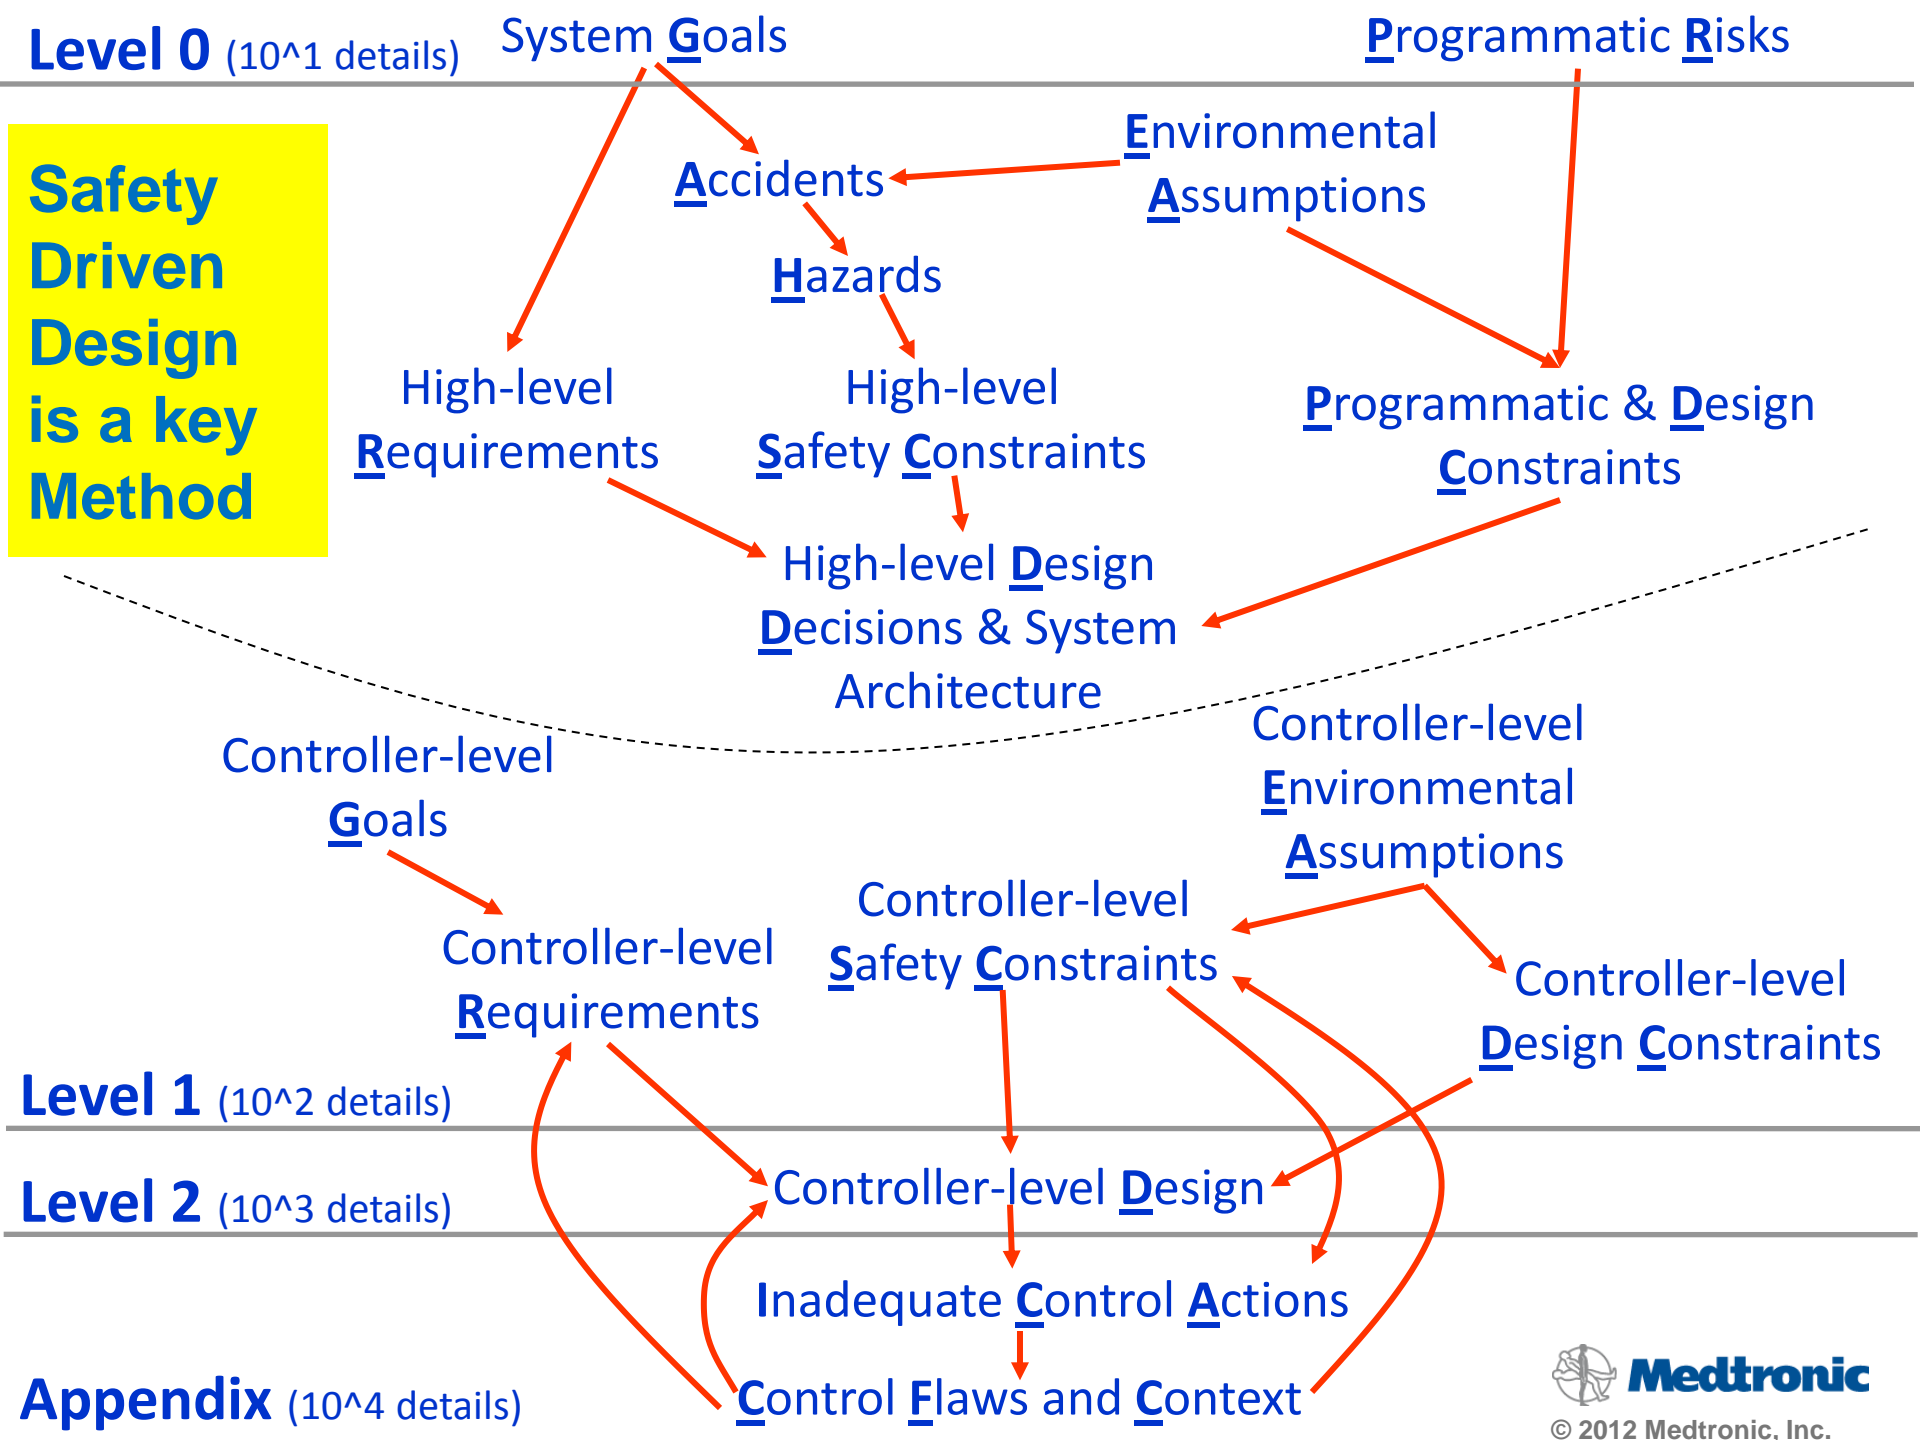 Level 0 (10^1 details)
System Goals
Programmatic Risks
Safety
Driven
Design
is a key
Method
Environmental
Assumptions
Accidents
Hazards
High-level
Requirements
High-level
Safety Constraints
Programmatic & Design
Constraints
High-level Design
Decisions & System
Architecture
Controller-level
Goals
Controller-level
Environmental
Assumptions
Controller-level
Requirements
Controller-level
Safety Constraints
Controller-level
Design Constraints
Level 1 (10^2 details)
Controller-level Design
Level 2 (10^3 details)
Inadequate Control Actions
Control Flaws and Context
Appendix (10^4 details)
Medtronic
© 2012 Medtronic, Inc.